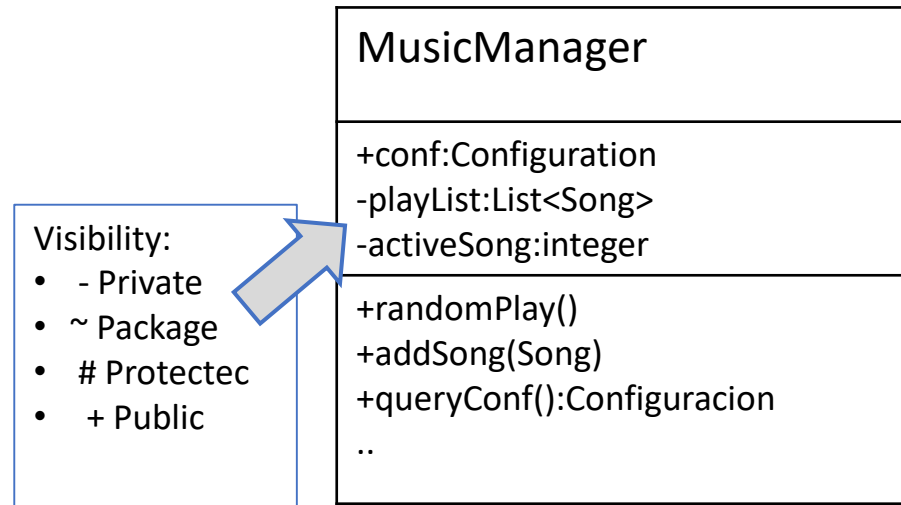 MusicManager
+conf:Configuration
-playList:List<Song>
-activeSong:integer
+randomPlay()
+addSong(Song)
+queryConf():Configuracion
..
Visibility:
• - Private
• ~ Package
• # Protectec
• + Public